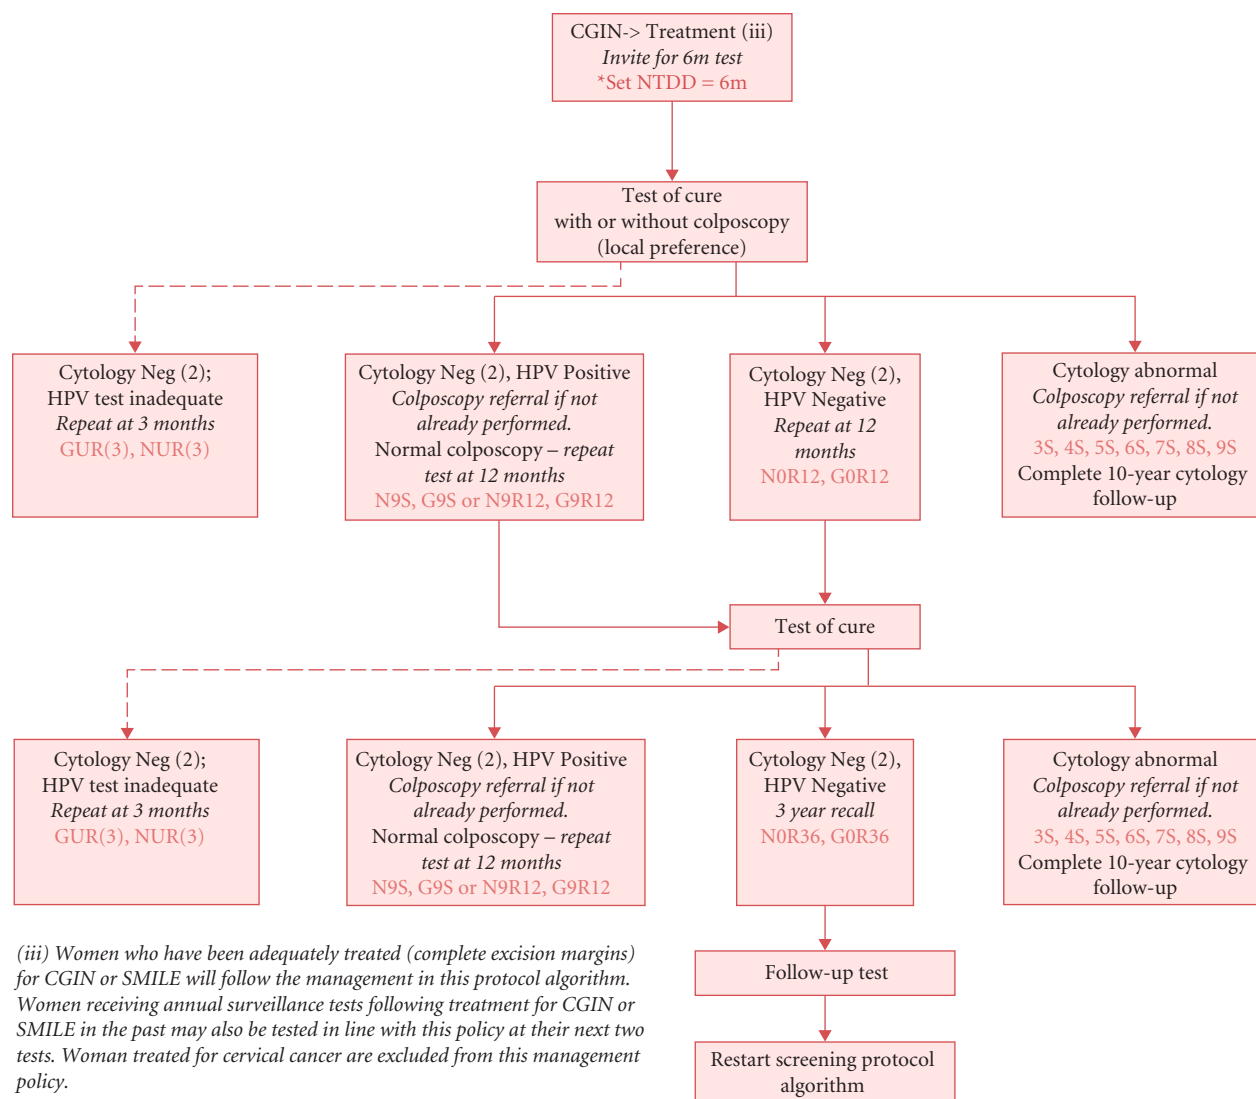 CGIN-> Treatment (iii)
Invite for 6m test
*Set NTDD = 6m
Test of cure
with or without colposcopy
(local preference)
Cytology Neg (2);
HPV test inadequate
Repeat at 3 months
GUR(3), NUR(3)
Cytology Neg (2), HPV Positive
Colposcopy referral if not
already performed.
Normal colposcopy – repeat
test at 12 months
N9S, G9S or N9R12, G9R12
Cytology Neg (2),
HPV Negative
Repeat at 12
months
N0R12, G0R12
Cytology abnormal
Colposcopy referral if not
already performed.
3S, 4S, 5S, 6S, 7S, 8S, 9S
Complete 10-year cytology
follow-up
Test of cure
Cytology Neg (2);
HPV test inadequate
Repeat at 3 months
GUR(3), NUR(3)
Cytology Neg (2), HPV Positive
Colposcopy referral if not
already performed.
Normal colposcopy – repeat
test at 12 months
N9S, G9S or N9R12, G9R12
Cytology Neg (2),
HPV Negative
3 year recall
N0R36, G0R36
Cytology abnormal
Colposcopy referral if not
already performed.
3S, 4S, 5S, 6S, 7S, 8S, 9S
Complete 10-year cytology
follow-up
(iii) Women who have been adequately treated (complete excision margins)
for CGIN or SMILE will follow the management in this protocol algorithm.
Women receiving annual surveillance tests following treatment for CGIN or
SMILE in the past may also be tested in line with this policy at their next two
tests. Woman treated for cervical cancer are excluded from this management
policy.
Follow-up test
Restart screening protocol
algorithm